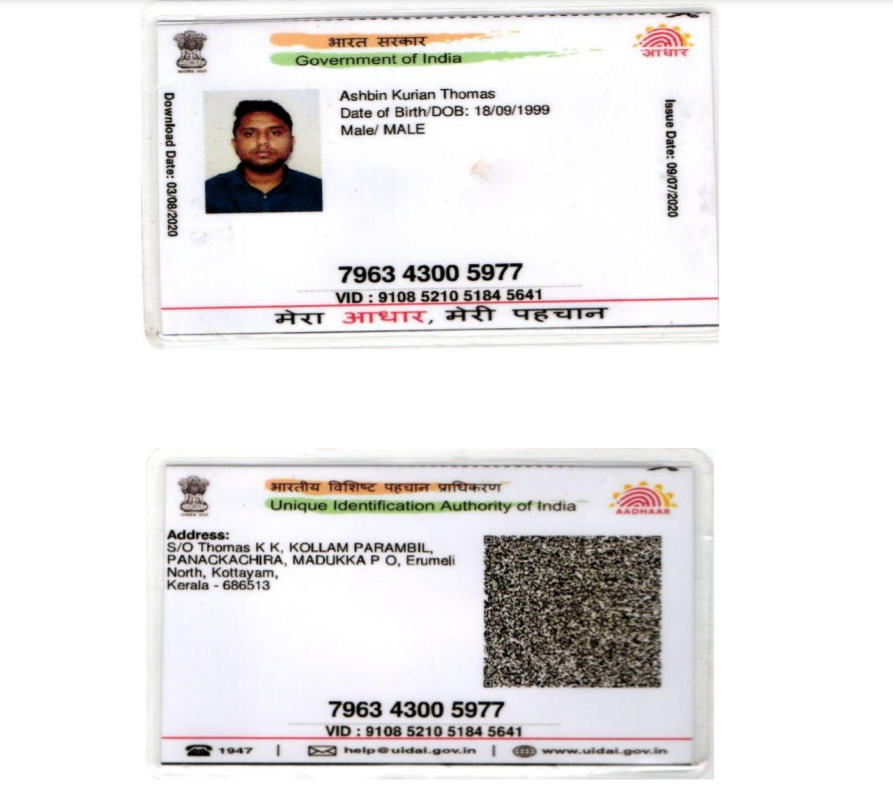 भारत सरकार
Government of India
आधार
Download Date: 03/08/2020
Ashbin Kurian Thomas
Date of Birth/DOB: 18/09/1999
Male/ MALE
Issue Date: 09/07/2020
7963 4300 5977
VID : 9108 5210 5184 5641
मेरा आधार, मेरी पहचान
भारतीय विशिष्ट पहचान प्राधिकरण
Unique Identification Authority of India
AADHAAR
Address:
S/O Thomas K K, KOLLAM PARAMBIL,
PANACKACHIRA, MADUKKA P O, Erumeli
North, Kottayam,
Kerala - 686513
7963 4300 5977
VID : 9108 5210 5184 5641
1947 | help@uidai.gov.in | www.uidai.gov.in